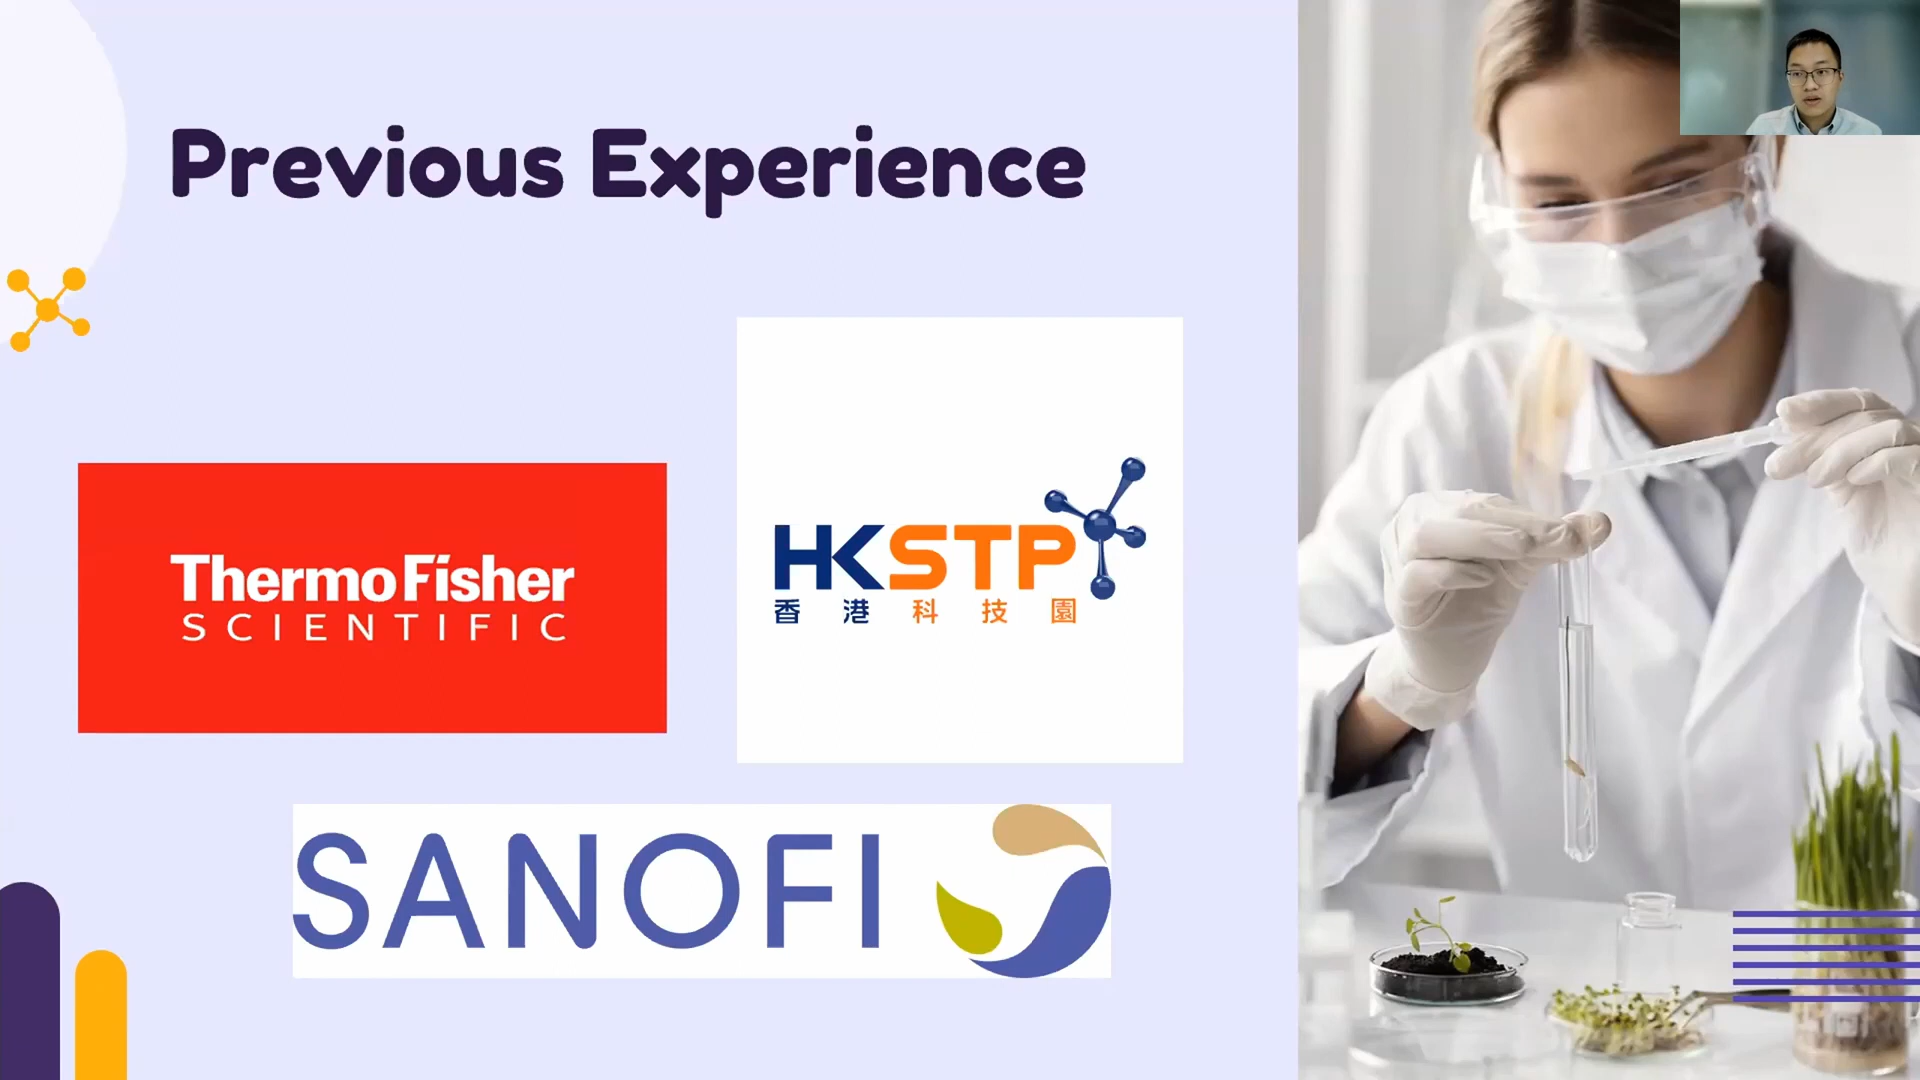 Previous Experience
ThermoFisher
SCIENTIFIC
HKSTP
香港科技園
SANOFI